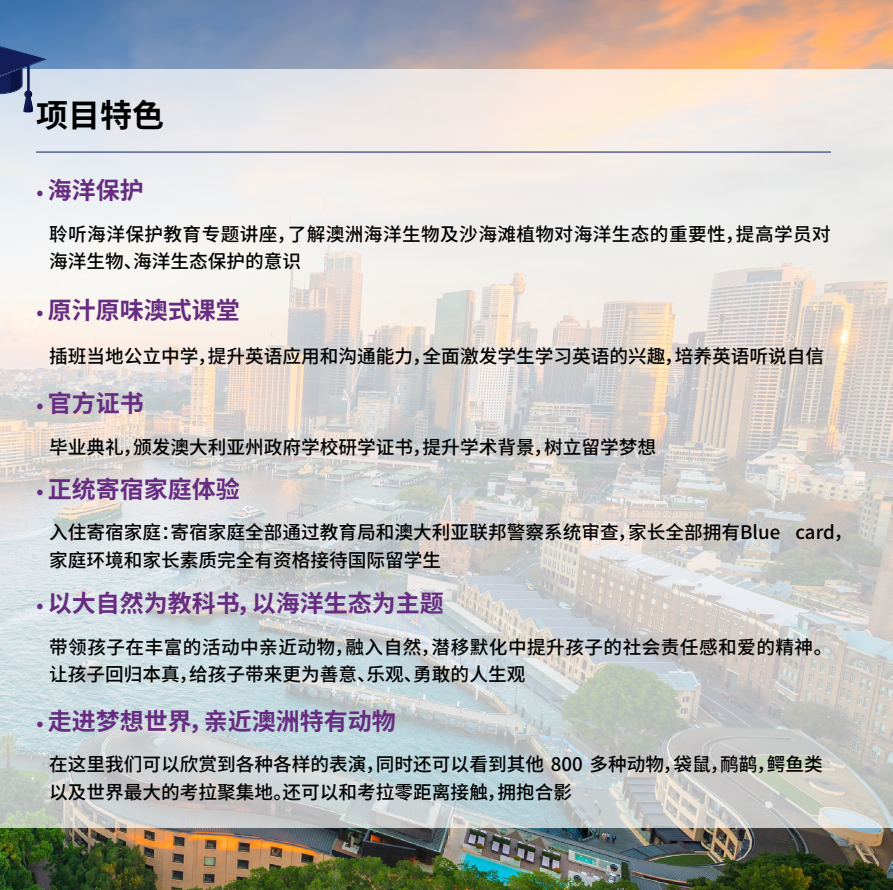 项目特色
• 海洋保护
聆听海洋保护教育专题讲座,了解澳洲海洋生物及沙海滩植物对海洋生态的重要性,提高学员对
海洋生物、海洋生态保护的意识
• 原汁原味澳式课堂
插班当地公立中学,提升英语应用和沟通能力,全面激发学生学习英语的兴趣,培养英语听说自信
• 官方证书
毕业典礼,颁发澳大利亚州政府学校研学证书,提升学术背景,树立留学梦想
• 正统寄宿家庭体验
入住寄宿家庭:寄宿家庭全部通过教育局和澳大利亚联邦警察系统审查,家长全部拥有Blue card,
家庭环境和家长素质完全有资格接待国际留学生
• 以大自然为教科书, 以海洋生态为主题
带领孩子在丰富的活动中亲近动物,融入自然,潜移默化中提升孩子的社会责任感和爱的精神。
让孩子回归本真,给孩子带来更为善意、乐观、勇敢的人生观
• 走进梦想世界, 亲近澳洲特有动物
在这里我们可以欣赏到各种各样的表演,同时还可以看到其他 800 多种动物,袋鼠,鸸鹋,鳄鱼类
以及世界最大的考拉聚集地。还可以和考拉零距离接触,拥抱合影